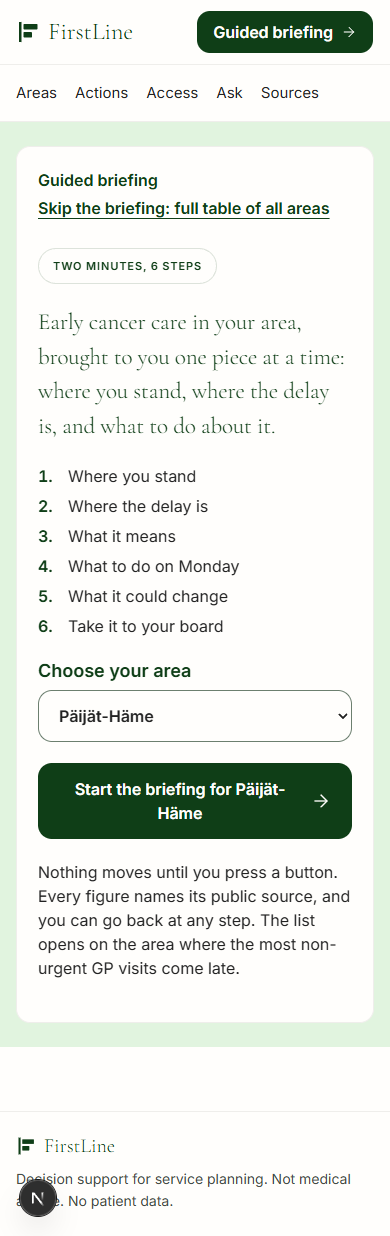 FirstLine
Guided briefing →
Areas Actions Access Ask Sources
Guided briefing
Skip the briefing: full table of all areas
TWO MINUTES, 6 STEPS
Early cancer care in your area,
brought to you one piece at a time:
where you stand, where the delay
is, and what to do about it.
1. Where you stand
2. Where the delay is
3. What it means
4. What to do on Monday
5. What it could change
6. Take it to your board
Choose your area
Päijät-Häme
Start the briefing for Päijät-
Häme →
Nothing moves until you press a button.
Every figure names its public source, and
you can go back at any step. The list
opens on the area where the most non-
urgent GP visits come late.
FirstLine
Decision support for service planning. Not medical
No patient data.
N